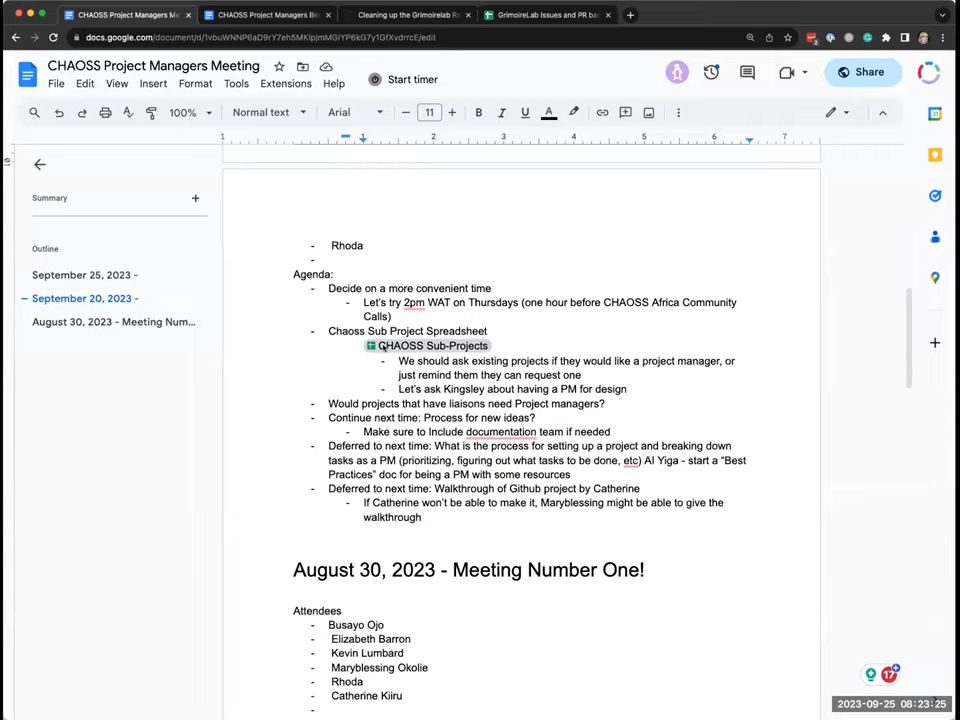 CHAOSS Project Managers Me
CHAOSS Project Managers Be
Cleaning up the Grimoirelab R
GrimoireLab Issues and PR ba
CHAOSS Project Managers Meeting
File Edit View Insert Format Tools Extensions Help
Start timer
Share
100% Normal text Arial 11
1 1 2 3 4 5 6 7
Summary
Outline
September 25, 2023 -
September 20, 2023 -
August 30, 2023 - Meeting Num...
- Rhoda
-
Agenda:
- Decide on a more convenient time
- Let's try 2pm WAT on Thursdays (one hour before CHAOSS Africa Community
Calls)
- Chaoss Sub Project Spreadsheet
CHAOSS Sub-Projects
- We should ask existing projects if they would like a project manager, or
just remind them they can request one
- Let's ask Kingsley about having a PM for design
- Would projects that have liaisons need Project managers?
- Continue next time: Process for new ideas?
- Make sure to Include documentation team if needed
- Deferred to next time: What is the process for setting up a project and breaking down
tasks as a PM (prioritizing, figuring out what tasks to be done, etc) AI Yiga - start a “Best
Practices” doc for being a PM with some resources
- Deferred to next time: Walkthrough of Github project by Catherine
- If Catherine won't be able to make it, Maryblessing might be able to give the
walkthrough
August 30, 2023 - Meeting Number One!
Attendees
- Busayo Ojo
- Elizabeth Barron
- Kevin Lumbard
- Maryblessing Okolie
- Rhoda
- Catherine Kiiru
-
17
2023-09-25 08:23:25